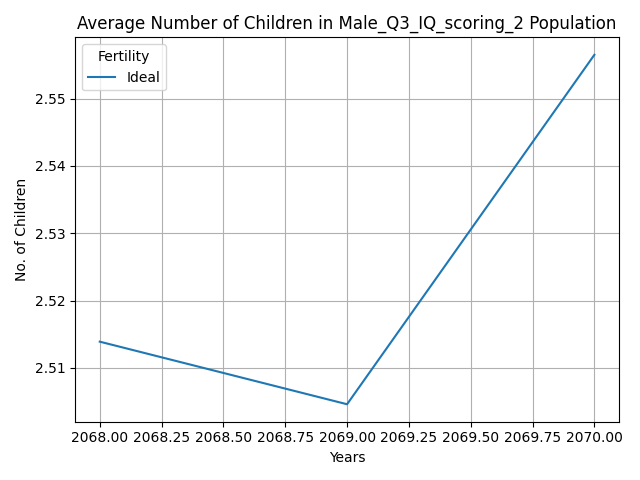 Average Number of Children in Male_Q3_IQ_scoring_2 Population
Fertility
Ideal
No. of Children
2.55
2.54
2.53
2.52
2.51
2068.00 2068.25 2068.50 2068.75 2069.00 2069.25 2069.50 2069.75 2070.00
Years